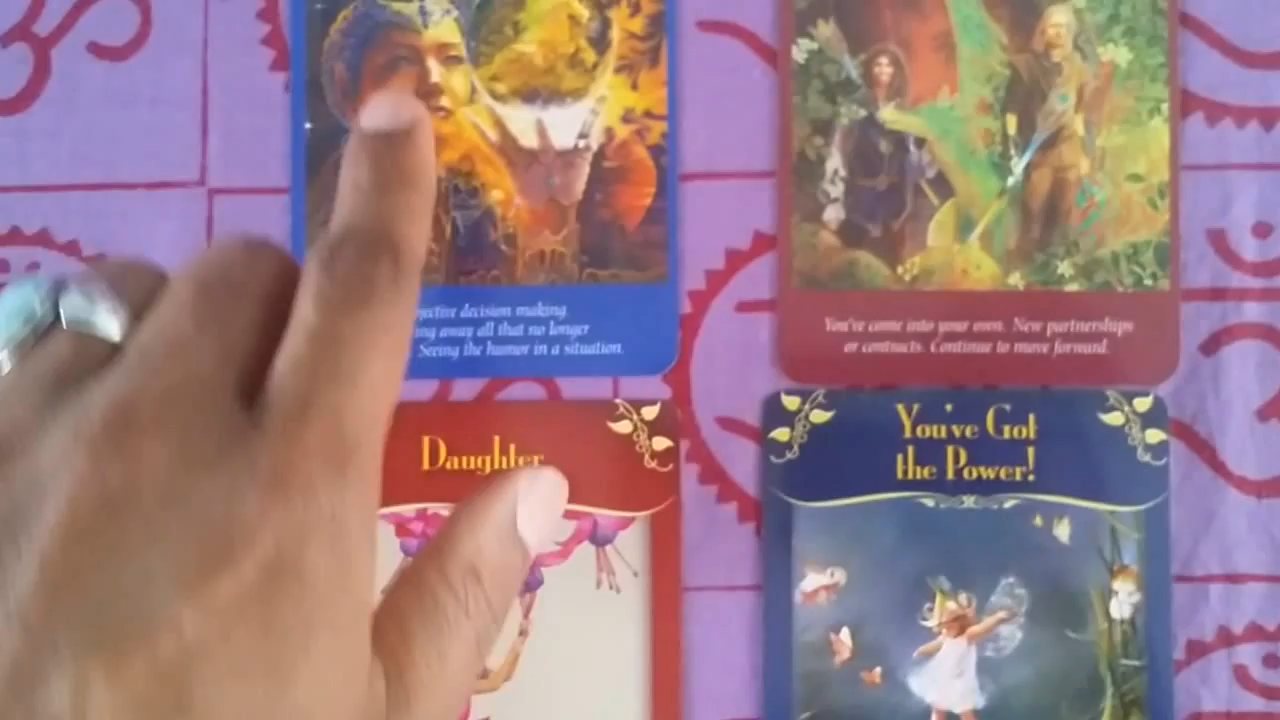 jective decision making
ing away all that no longer
Seeing the humor in a situation.
You've come into your own. New partnerships
or contracts. Continue to move forward.
Daughter
You've Got
the Power!